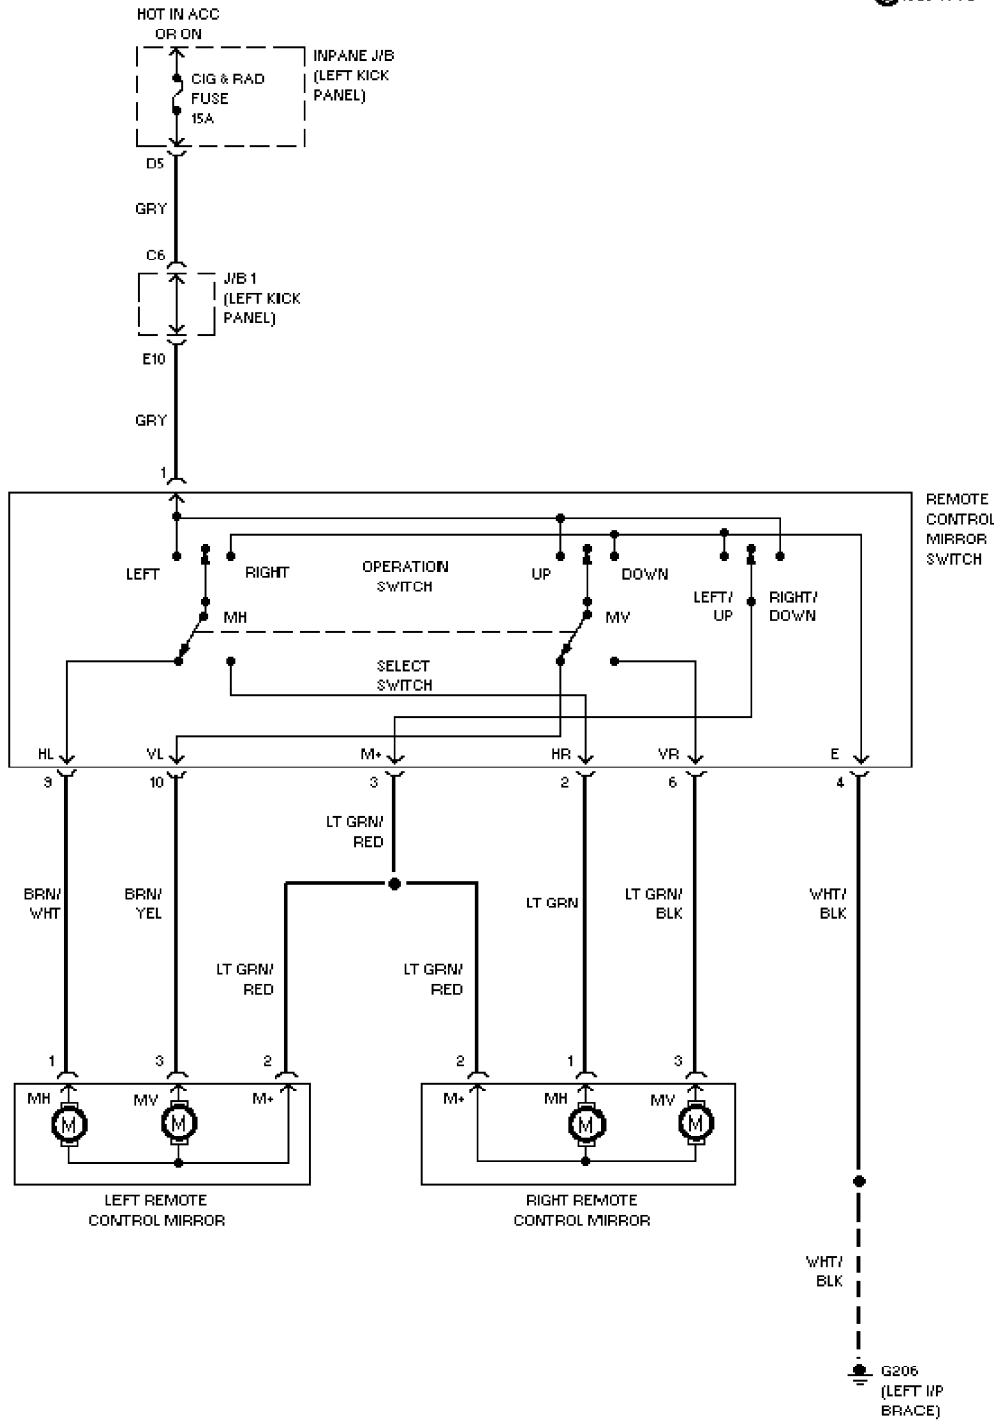 HOT IN ACC
OR ON
INPANE J/B
(LEFT KICK
PANEL)
CIG & RAD
FUSE
15A
D5
GRY
C6
J/B 1
(LEFT KICK
PANEL)
E10
GRY
1
REMOTE
CONTROL
MIRROR
SWITCH
LEFT
RIGHT
OPERATION
SWITCH
UP
DOWN
LEFT/
UP
RIGHT/
DOWN
MH
MV
SELECT
SWITCH
HL
VL
M+
HR
VR
E
9
10
3
2
6
4
LT GRN/
RED
BRN/
WHT
BRN/
YEL
LT GRN
LT GRN/
BLK
WHT/
BLK
LT GRN/
RED
LT GRN/
RED
1
3
2
2
1
3
MH
MV
M+
M+
MH
MV
M
M
M
M
LEFT REMOTE
CONTROL MIRROR
RIGHT REMOTE
CONTROL MIRROR
WHT/
BLK
G206
(LEFT I/P
BRACE)